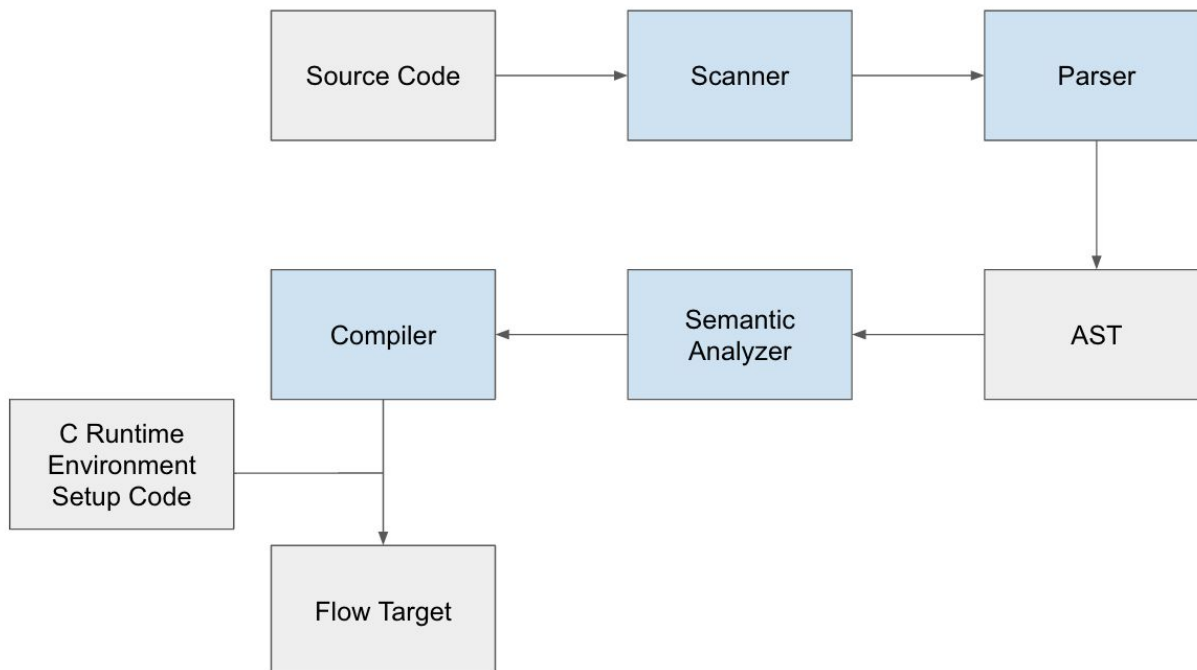 Source Code
Scanner
Parser
Compiler
Semantic
Analyzer
AST
C Runtime
Environment
Setup Code
Flow Target